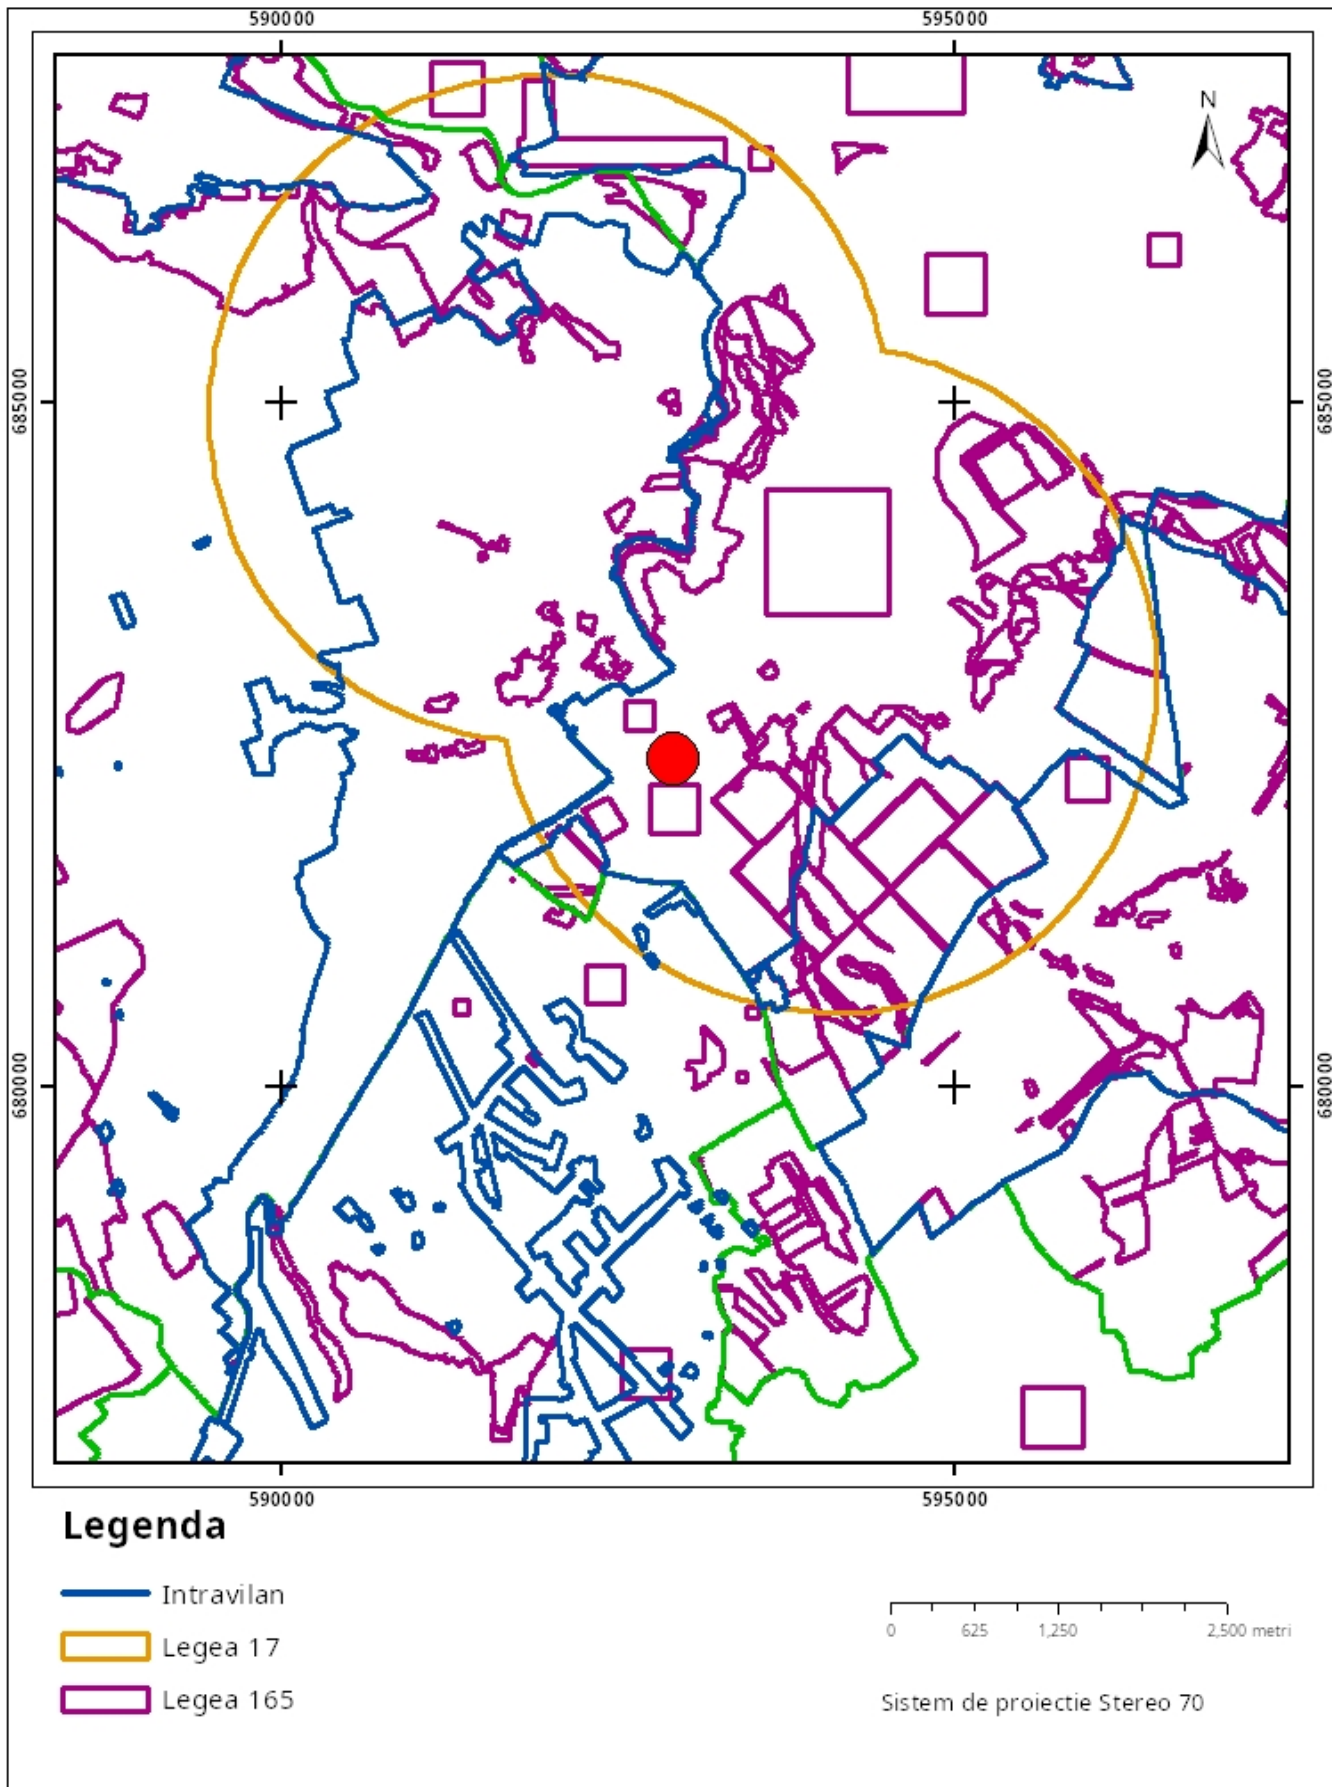 590000
595000
N
685000
685000
680000
680000
590000
595000
Legenda
Intravilan
Legea 17
Legea 165
0 625 1,250 2,500 metri
Sistem de proiectie Stereo 70